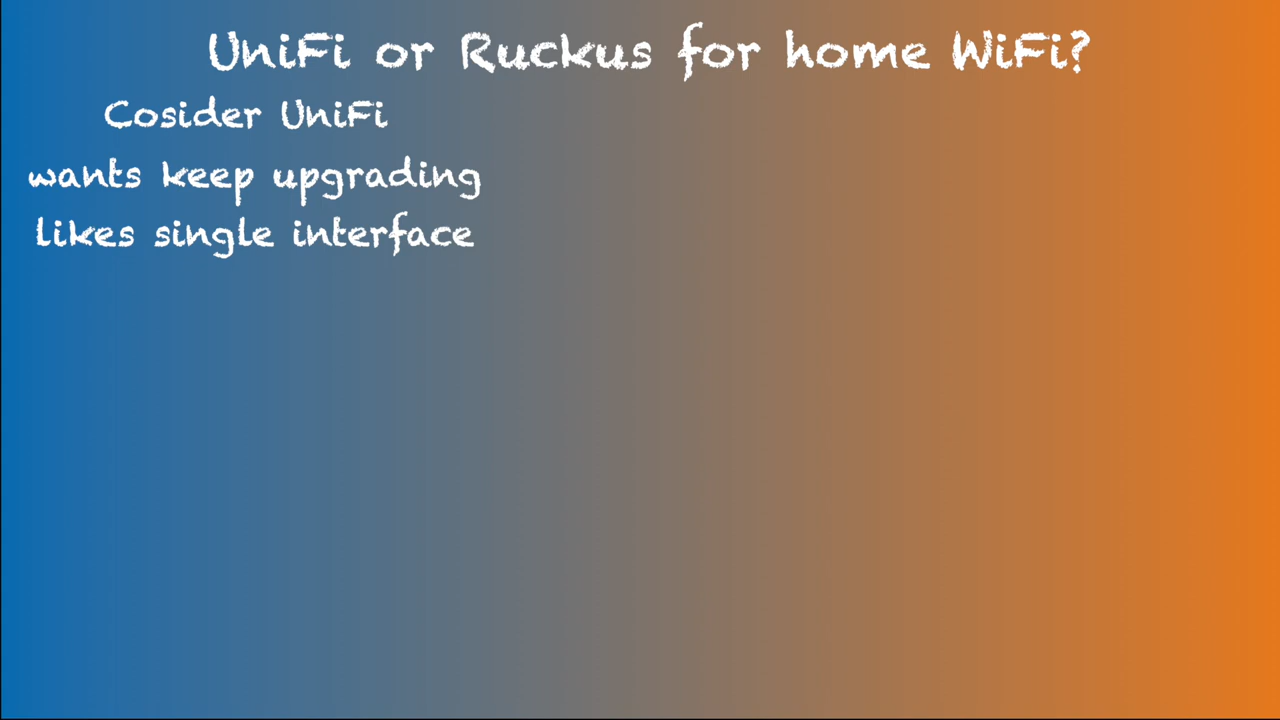 UniFi or Ruckus for home WiFi?
Cosider UniFi
wants keep upgrading
likes single interface